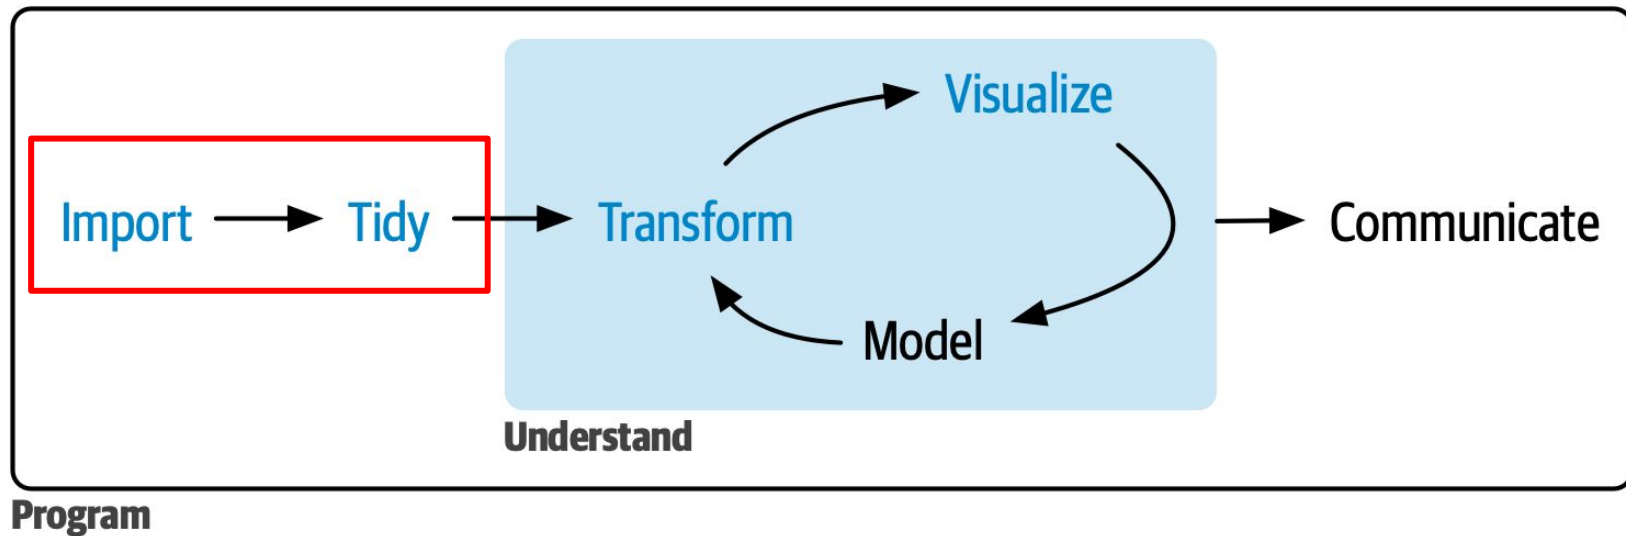 Visualize
Import
Tidy
Transform
Communicate
Model
Understand
Program